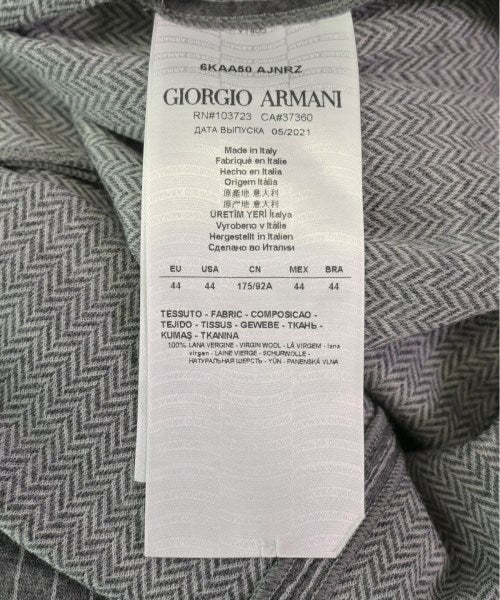 6KAA50 AJNRZ
GIORGIO ARMANI
RN#103723 CA#37360
ДАТА ВЫПУСКА 05/2021
Made in Italy
Fabriqué en Italie
Hecho en Italia
Origem Itàlia
原產地 意大利
原产地 意大利
ÜRETİM YERİ İtalya
Vyrobeno v Itálie
Hergestellt in Italien
Сделано во Италии
EU USA CN MEX BRA
44 44 175/92A 44 44
TESSUTO - FABRIC - COMPOSICAO -
TEJIDO - TISSUS - GEWEBE - ТКАНЬ -
KUMAŞ - TKANINA
100% LANA VERGINE - VIRGIN WOOL - LÃ VIRGEM - lana
virgen - LAINE VIERGE - SCHURWOLLE -
НАТУРАЛЬНАЯ ШЕРСТЬ - YÜN - PANENSKÁ VLNA